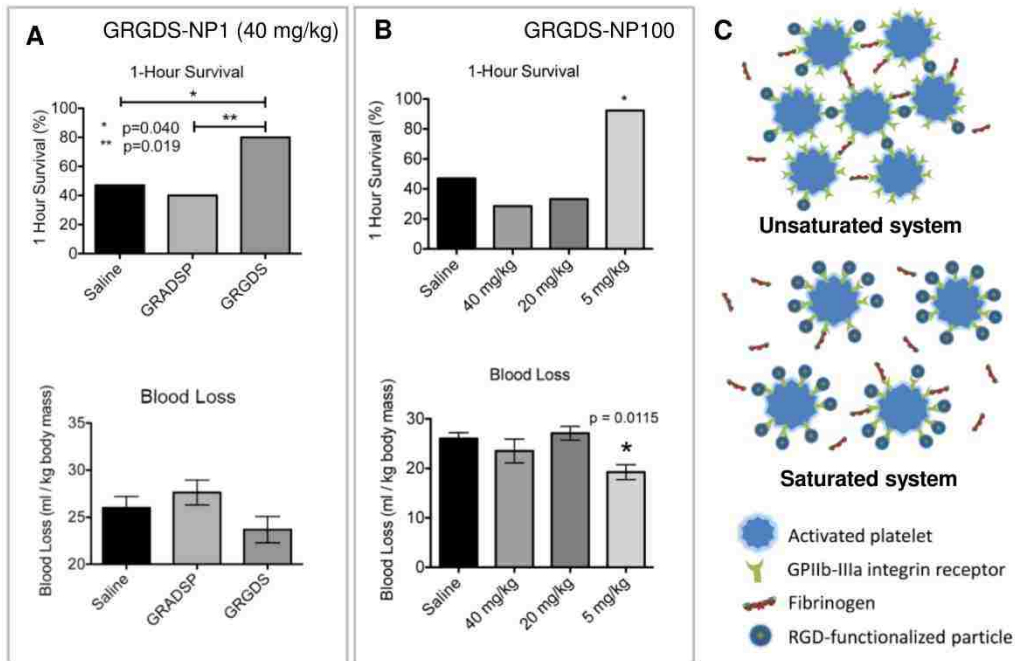 A
GRGDS-NP1 (40 mg/kg)
1-Hour Survival
1 Hour Survival (%)
100
80
60
40
20
0
*
**
* p=0.040
** p=0.019
Saline
GRADSP
GRGDS
Blood Loss
Blood Loss (ml / kg body mass)
35
30
25
20
Saline
GRADSP
GRGDS
B
GRGDS-NP100
1-Hour Survival
1 Hour Survival (%)
100
80
60
40
20
0
*
Saline
40 mg/kg
20 mg/kg
5 mg/kg
Blood Loss
Blood Loss (ml / kg body mass)
30
20
10
0
p = 0.0115
*
Saline
40 mg/kg
20 mg/kg
5 mg/kg
C
Unsaturated system
Saturated system
Activated platelet
GPIIb-IIIa integrin receptor
Fibrinogen
RGD-functionalized particle